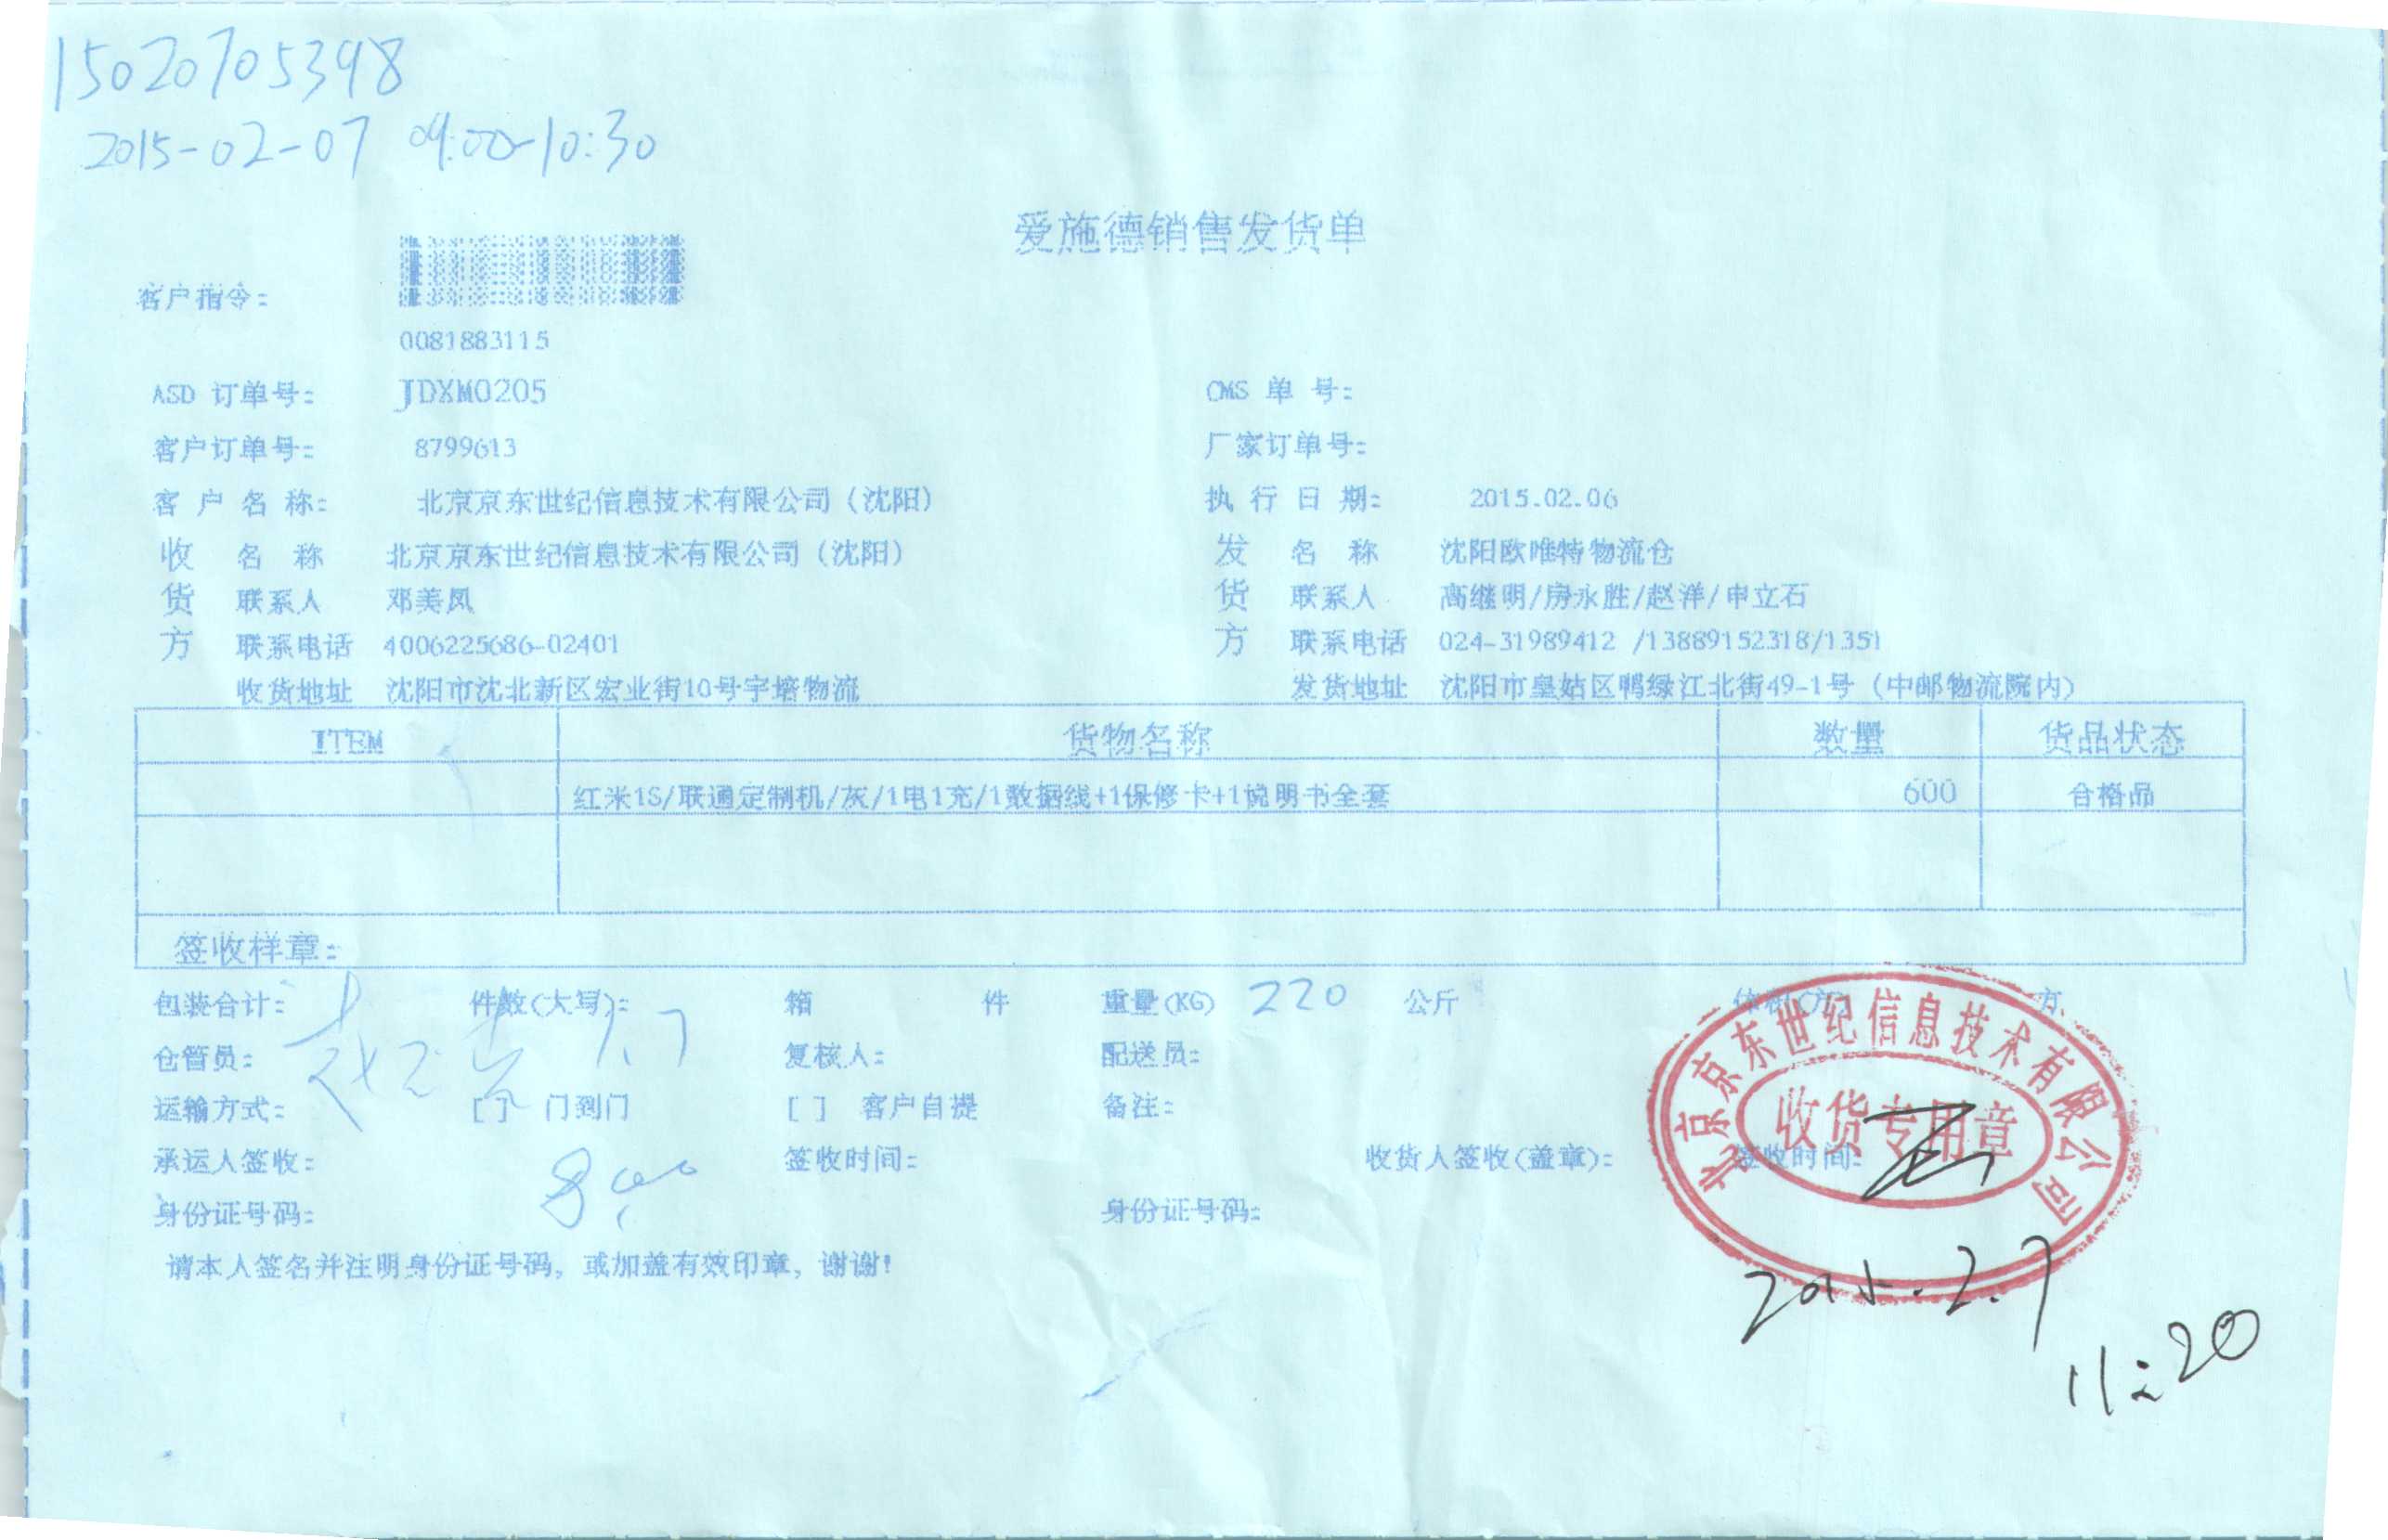 15020705398
2015-02-07 09:00-10:30
爱施德销售发货单
客户指令:
0081883115
ASD 订单号: JDXM0205 CMS 单 号:
客户订单号: 8799613 厂家订单号:
客 户 名 称: 北京京东世纪信息技术有限公司（沈阳） 执 行 日 期: 2015.02.06
收 名 称 北京京东世纪信息技术有限公司（沈阳） 发 名 称 沈阳欧唯特物流仓
货 联系人 邓美凤 货 联系人 高继明/房永胜/赵洋/申立石
方 联系电话 4006225686-02401 方 联系电话 024-31989412 /13889152318/1351
收货地址 沈阳市沈北新区宏业街10号宇培物流 发货地址 沈阳市皇姑区鸭绿江北街49-1号（中邮物流院内）
ITEM 货物名称 数量 货品状态
红米1S/联通定制机/灰/1电1充/1数据线+1保修卡+1说明书全套 600 合格品
签收样章:
包装合计: 件数(大写): 箱 件 重量(KG) 220 公斤 体积(方) 方
仓管员: 2.7 复核人: 配送员:
运输方式: [ ] 门到门 [ ] 客户自提 备注:
承运人签收: 签收时间: 收货人签收(盖章): 签收时间:
身份证号码: 身份证号码:
请本人签名并注明身份证号码，或加盖有效印章，谢谢!
北京京东世纪信息技术有限公司
收货专用章
2015.2.7
11:20